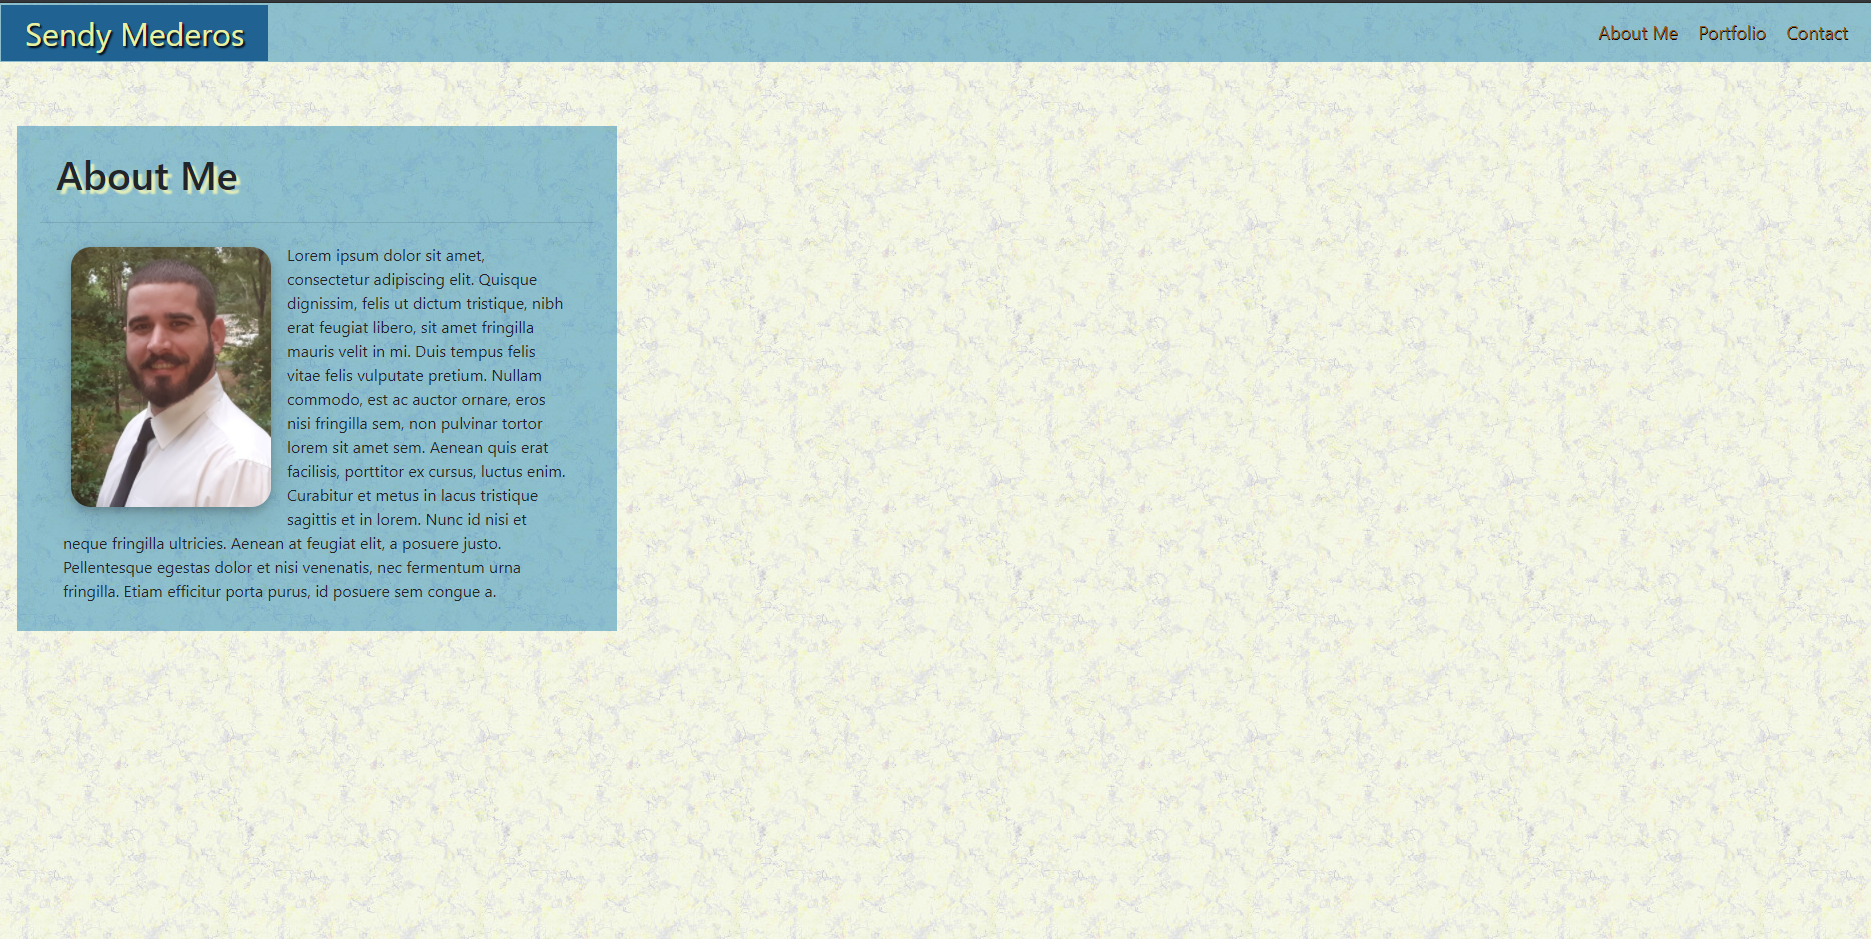 Sendy Mederos
About Me Portfolio Contact
About Me
Lorem ipsum dolor sit amet,
consectetur adipiscing elit. Quisque
dignissim, felis ut dictum tristique, nibh
erat feugiat libero, sit amet fringilla
mauris velit in mi. Duis tempus felis
vitae felis vulputate pretium. Nullam
commodo, est ac auctor ornare, eros
nisi fringilla sem, non pulvinar tortor
lorem sit amet sem. Aenean quis erat
facilisis, porttitor ex cursus, luctus enim.
Curabitur et metus in lacus tristique
sagittis et in lorem. Nunc id nisi et
neque fringilla ultricies. Aenean at feugiat elit, a posuere justo.
Pellentesque egestas dolor et nisi venenatis, nec fermentum urna
fringilla. Etiam efficitur porta purus, id posuere sem congue a.